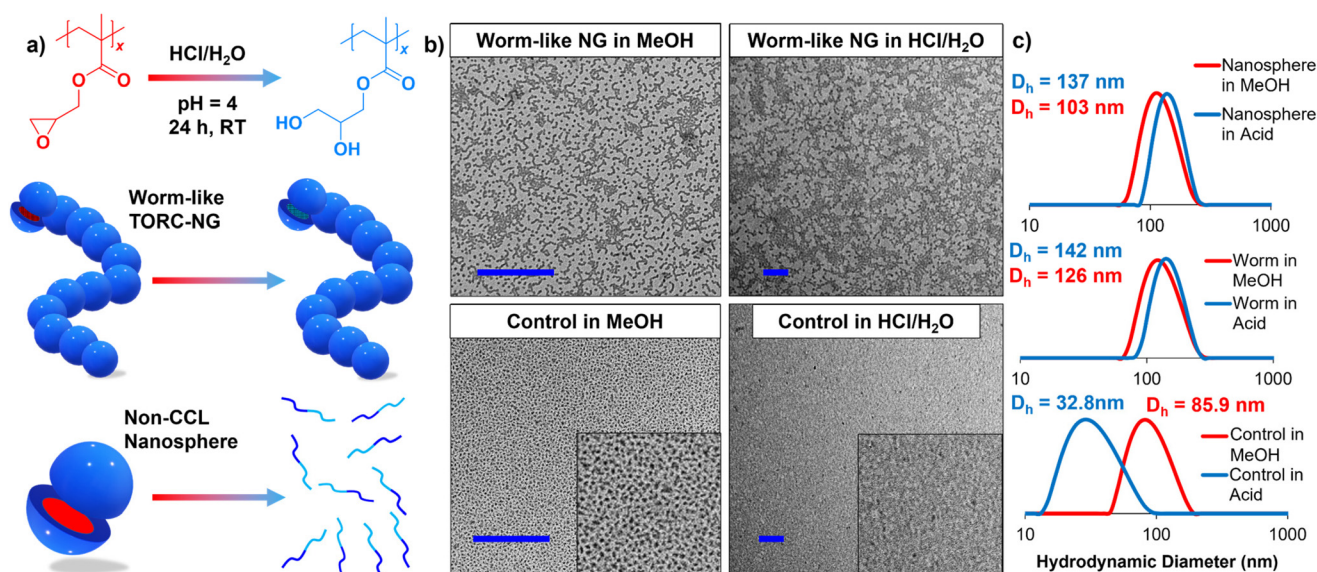 a)
x
O
O
O
HCl/H₂O
pH = 4
24 h, RT
x
O
O
HO
OH
Worm-like
TORC-NG
Non-CCL
Nanosphere
b)
Worm-like NG in MeOH
Worm-like NG in HCl/H₂O
Control in MeOH
Control in HCl/H₂O
c)
Dₕ = 137 nm
Dₕ = 103 nm
Nanosphere
in MeOH
Nanosphere
in Acid
10 100 1000
Dₕ = 142 nm
Dₕ = 126 nm
Worm in
MeOH
Worm in
Acid
10 100 1000
Dₕ = 32.8nm Dₕ = 85.9 nm
Control in
MeOH
Control in
Acid
10 100 1000
Hydrodynamic Diameter (nm)